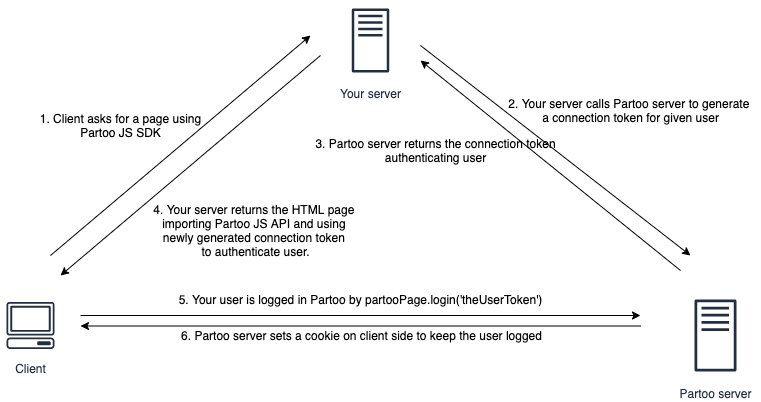 Your server
2. Your server calls Partoo server to generate
a connection token for given user
1. Client asks for a page using
Partoo JS SDK
3. Partoo server returns the connection token
authenticating user
4. Your server returns the HTML page
importing Partoo JS API and using
newly generated connection token
to authenticate user.
5. Your user is logged in Partoo by partooPage.login('theUserToken')
6. Partoo server sets a cookie on client side to keep the user logged
Client
Partoo server